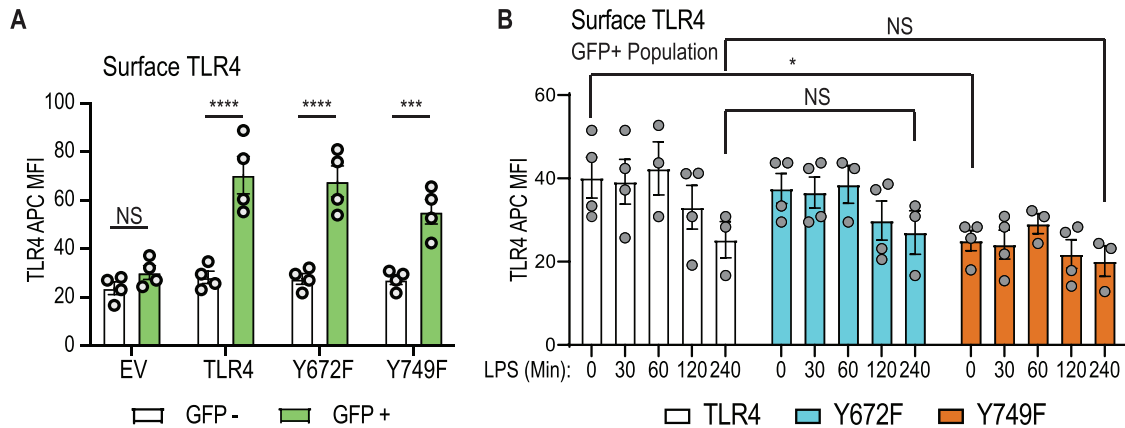 A
Surface TLR4
TLR4 APC MFI
100
80
60
40
20
0
NS
****
****
***
EV TLR4 Y672F Y749F
GFP - GFP +
B
Surface TLR4
GFP+ Population
NS
*
NS
TLR4 APC MFI
60
40
20
0
LPS (Min): 0 30 60 120 240 0 30 60 120 240 0 30 60 120 240
TLR4 Y672F Y749F